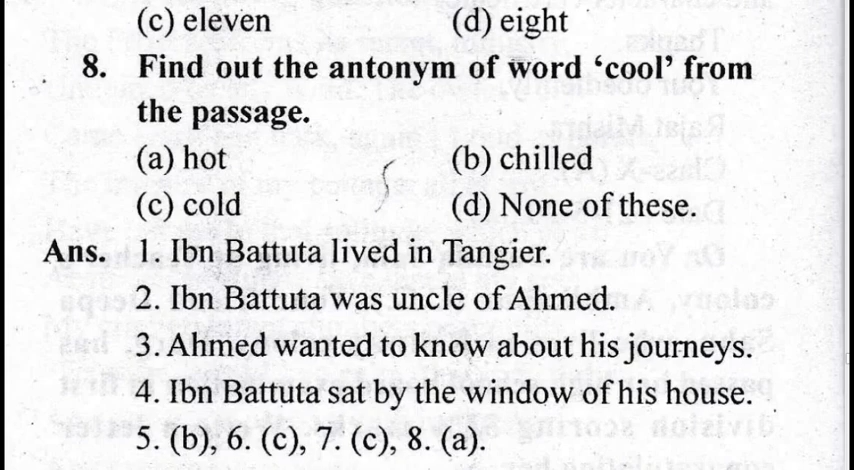 (c) eleven (d) eight
8. Find out the antonym of word ‘cool’ from
the passage.
(a) hot (b) chilled
(c) cold (d) None of these.
Ans. 1. Ibn Battuta lived in Tangier.
2. Ibn Battuta was uncle of Ahmed.
3. Ahmed wanted to know about his journeys.
4. Ibn Battuta sat by the window of his house.
5. (b), 6. (c), 7. (c), 8. (a).